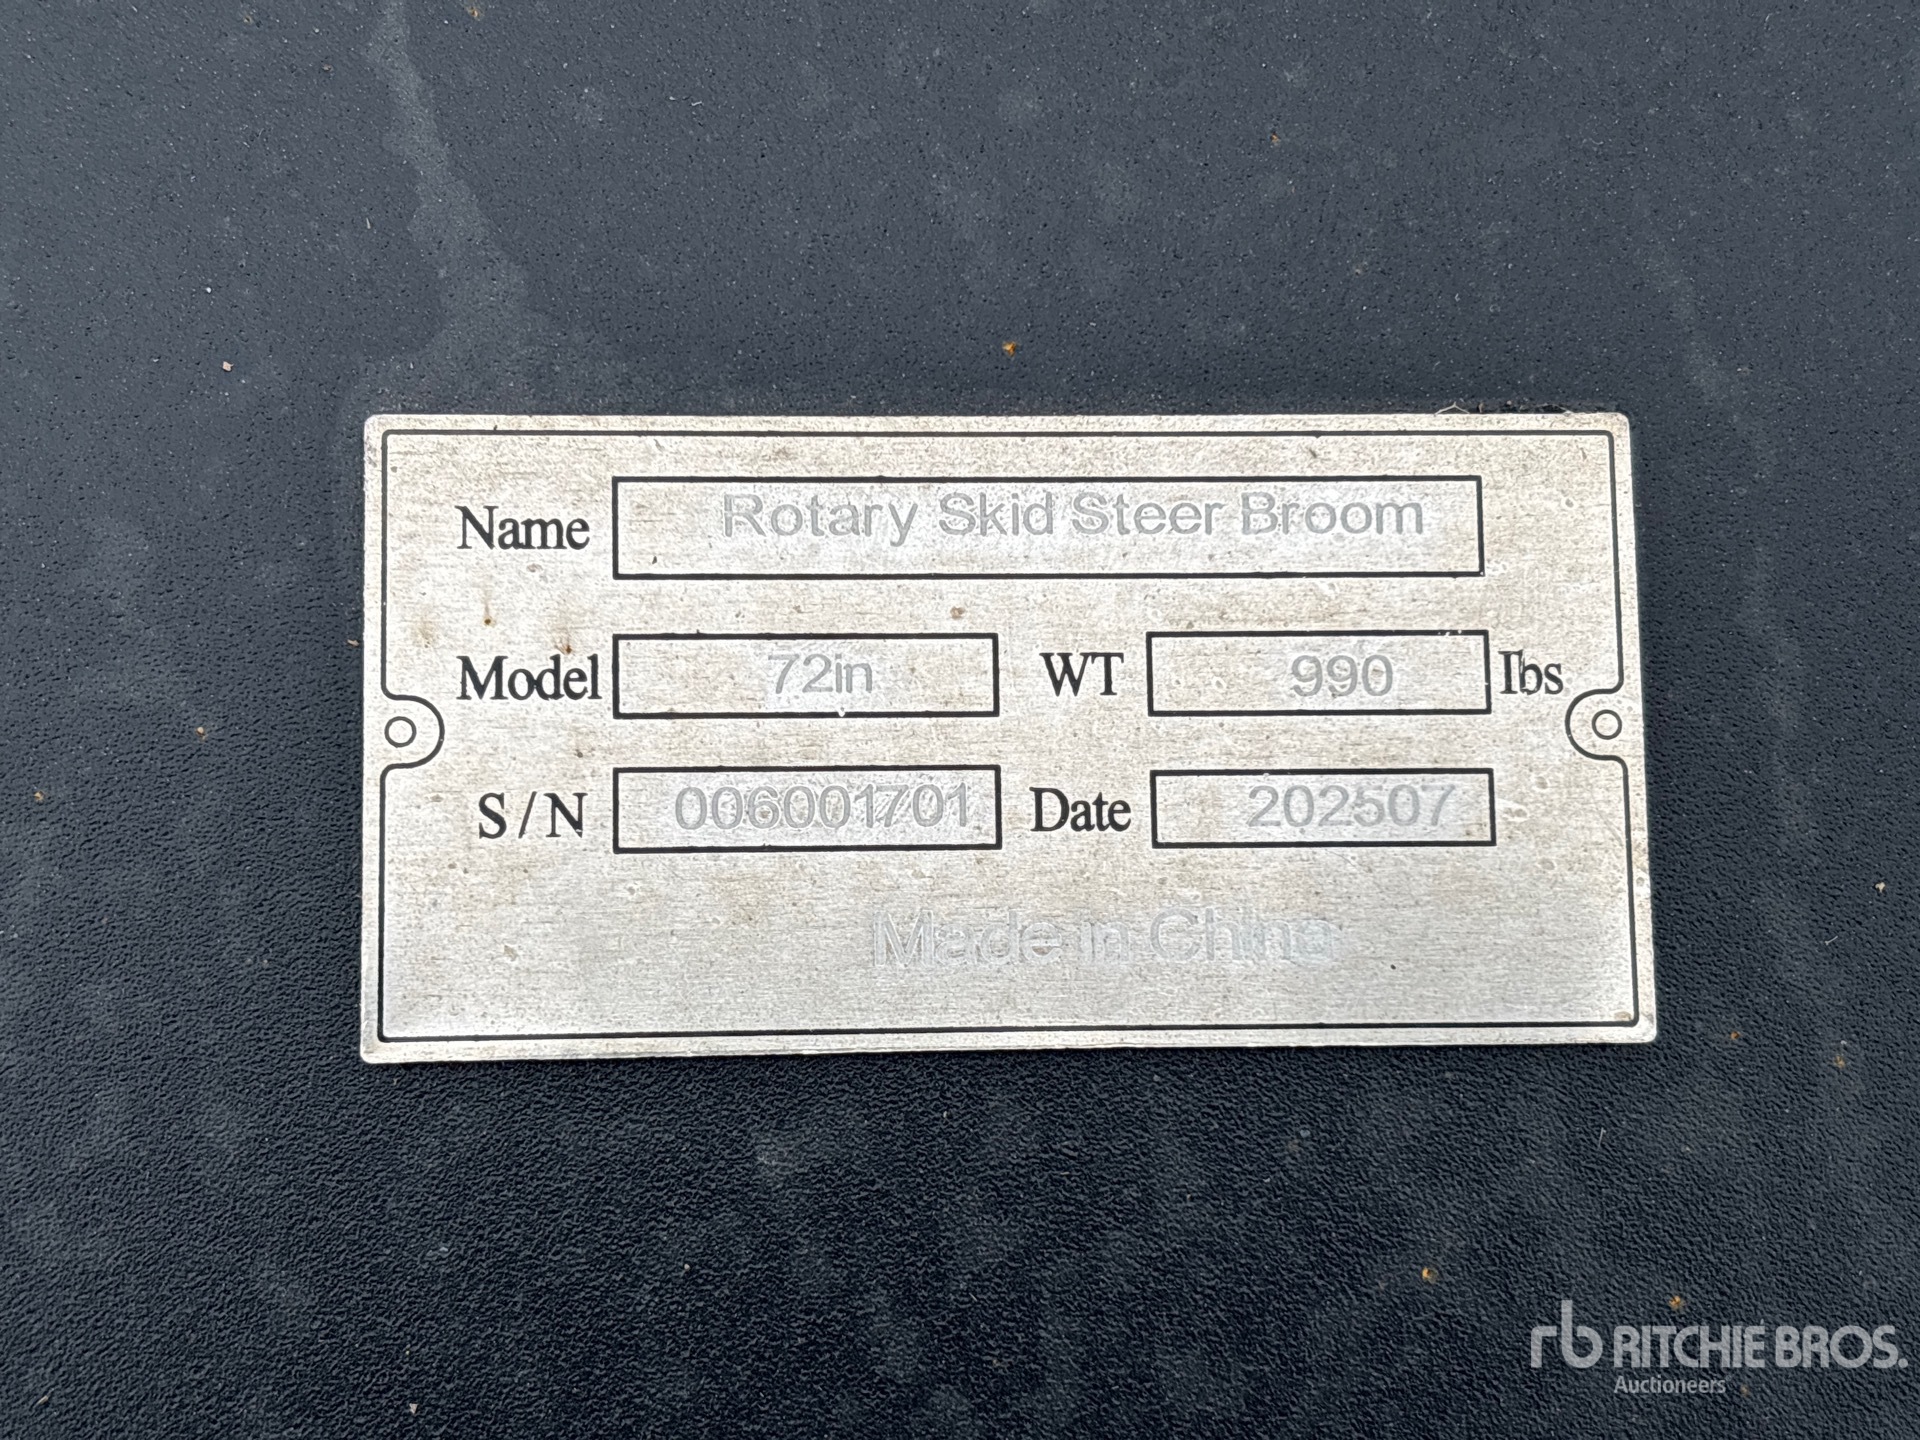 Name Rotary Skid Steer Broom
Model 72in WT 990 lbs
S/N 006001701 Date 202507
Made in China
rb RITCHIE BROS.
Auctioneers